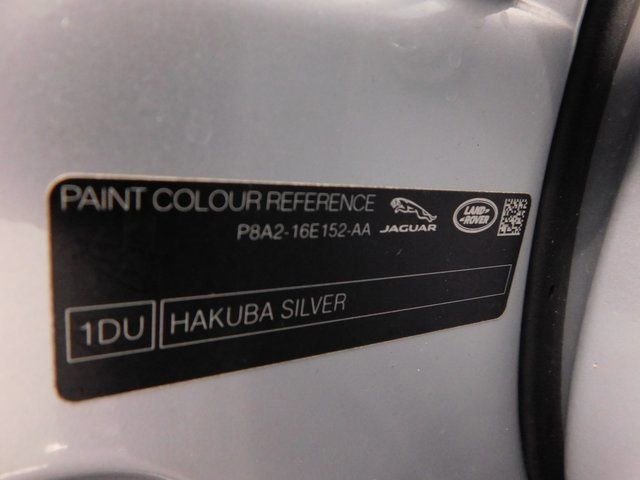 PAINT COLOUR REFERENCE
P8A2-16E152-AA
JAGUAR
LAND
ROVER
1DU HAKUBA SILVER